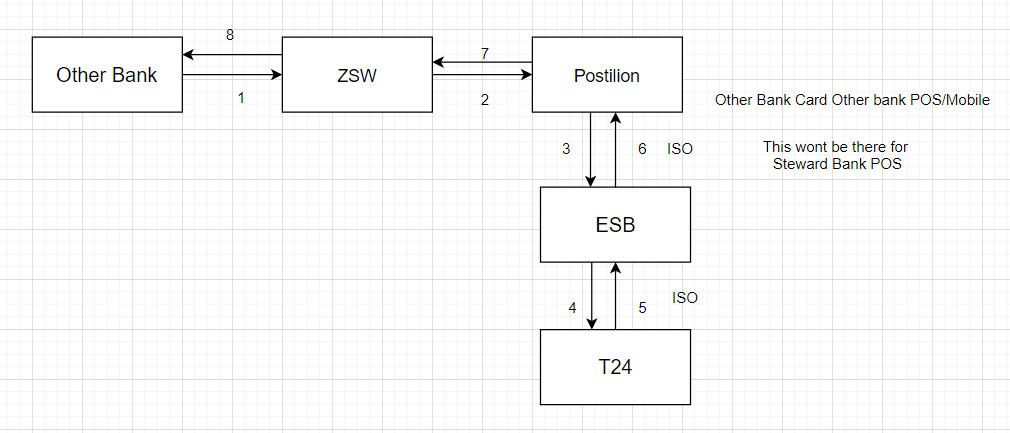 8
Other Bank
1
ZSW
7
2
Postilion
Other Bank Card Other bank POS/Mobile
This wont be there for
Steward Bank POS
3
6
ISO
ESB
4
5
ISO
T24